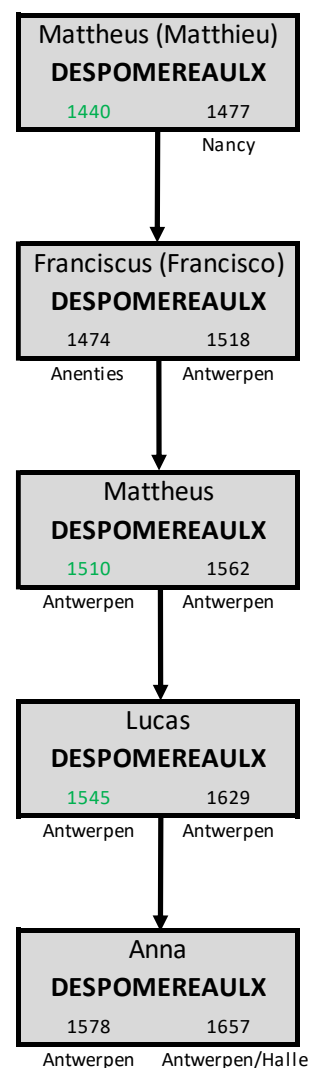 Mattheus (Matthieu)
DESPOMEREAULX
1440 1477
Nancy
Franciscus (Francisco)
DESPOMEREAULX
1474 1518
Anenties Antwerpen
Mattheus
DESPOMEREAULX
1510 1562
Antwerpen Antwerpen
Lucas
DESPOMEREAULX
1545 1629
Antwerpen Antwerpen
Anna
DESPOMEREAULX
1578 1657
Antwerpen Antwerpen/Halle